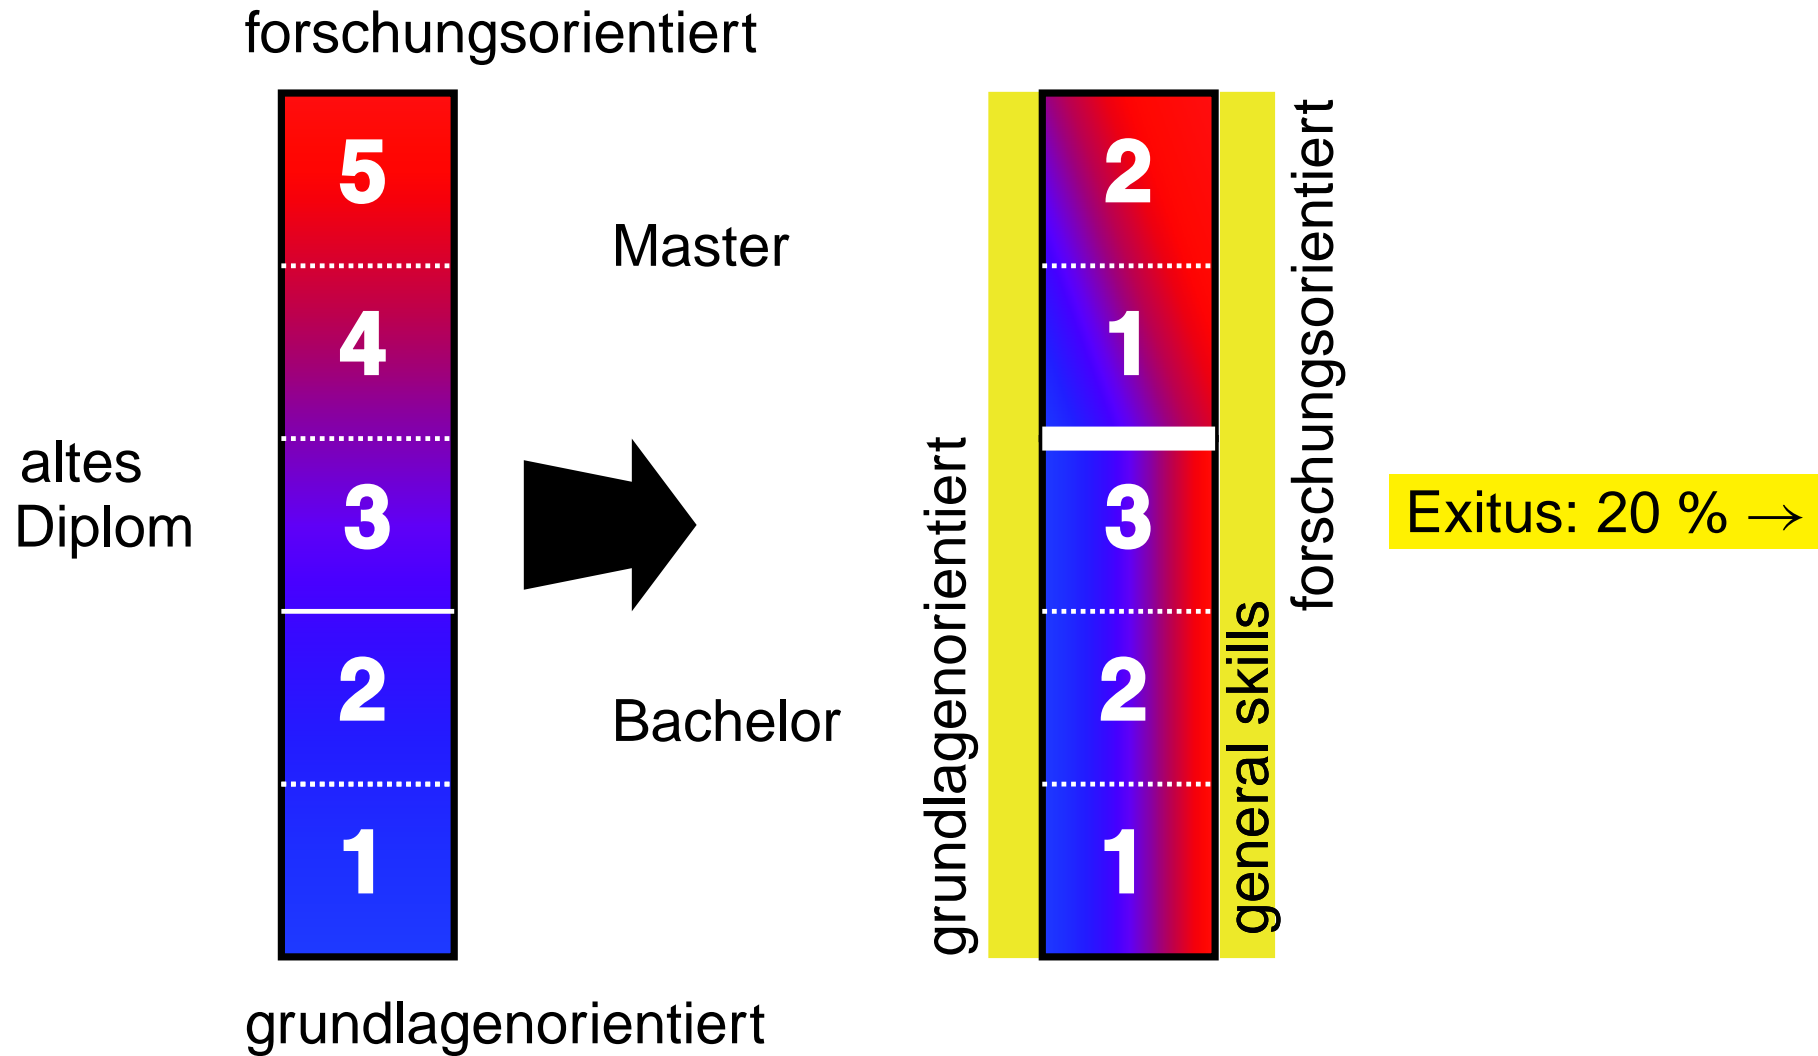 forschungsorientiert
5
4
3
2
1
altes
Diplom
grundlagenorientiert
Master
Bachelor
grundlagenorientiert
2
1
3
2
1
general skills
forschungsorientiert
Exitus: 20 % →